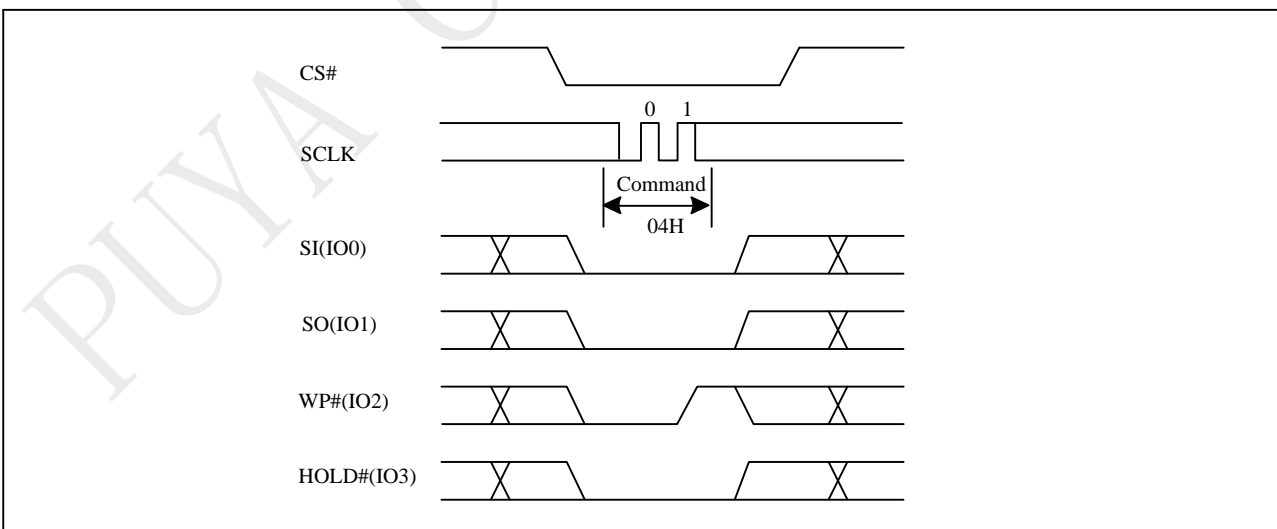 CS#
0 1
SCLK
Command
04H
SI(IO0)
SO(IO1)
WP#(IO2)
HOLD#(IO3)
PUYA